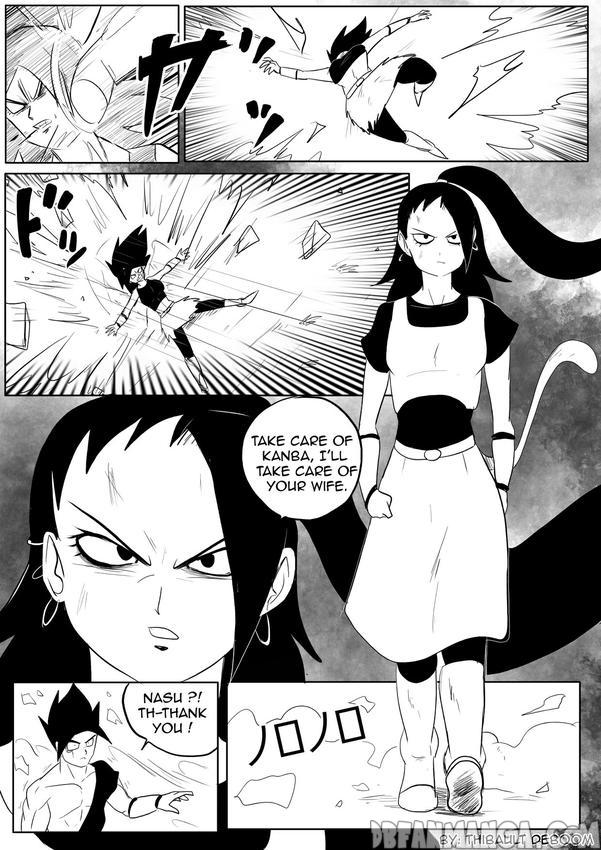 ガッ
ドッ
TAKE CARE OF
KANBA, I'LL
TAKE CARE OF
YOUR WIFE.
NASU ?!
TH-THANK
YOU !
ノロノロ
DBFANMANGA.COM
BY: THIBAULT DEBOOM